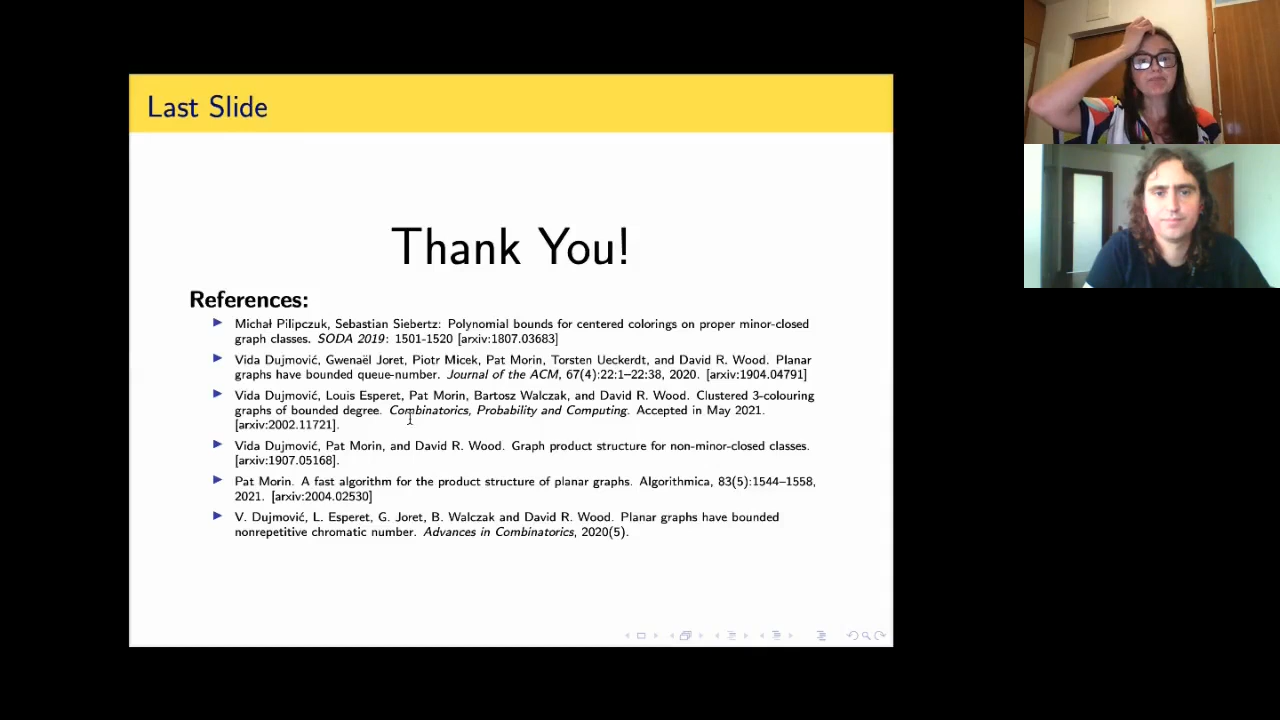 Last Slide
Thank You!
References:
Michał Pilipczuk, Sebastian Siebertz: Polynomial bounds for centered colorings on proper minor-closed
graph classes. SODA 2019: 1501-1520 [arxiv:1807.03683]
Vida Dujmović, Gwenaël Joret, Piotr Micek, Pat Morin, Torsten Ueckerdt, and David R. Wood. Planar
graphs have bounded queue-number. Journal of the ACM, 67(4):22:1–22:38, 2020. [arxiv:1904.04791]
Vida Dujmović, Louis Esperet, Pat Morin, Bartosz Walczak, and David R. Wood. Clustered 3-colouring
graphs of bounded degree. Combinatorics, Probability and Computing. Accepted in May 2021.
[arxiv:2002.11721].
Vida Dujmović, Pat Morin, and David R. Wood. Graph product structure for non-minor-closed classes.
[arxiv:1907.05168].
Pat Morin. A fast algorithm for the product structure of planar graphs. Algorithmica, 83(5):1544–1558,
2021. [arxiv:2004.02530]
V. Dujmović, L. Esperet, G. Joret, B. Walczak and David R. Wood. Planar graphs have bounded
nonrepetitive chromatic number. Advances in Combinatorics, 2020(5).